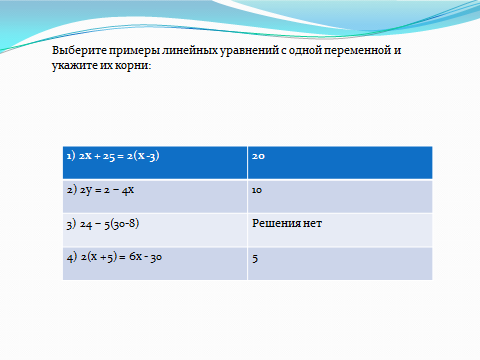 Выберите примеры линейных уравнений с одной переменной и
укажите их корни:
1) 2x + 25 = 2(x -3) 20
2) 2y = 2 – 4x 10
3) 24 – 5(30-8) Решения нет
4) 2(x +5) = 6x - 30 5